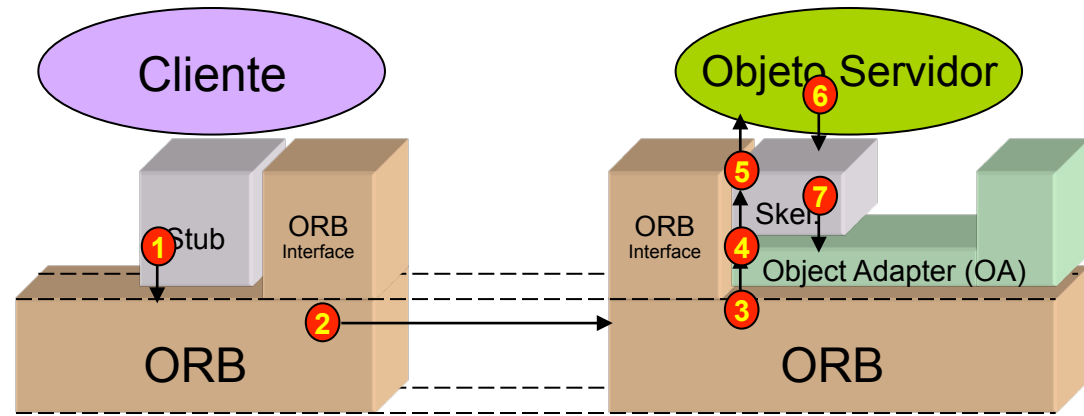 Cliente
Objeto Servidor
6
5
7
Skel.
1
Stub
ORB
Interface
ORB
Interface
4
Object Adapter (OA)
2
3
ORB
ORB